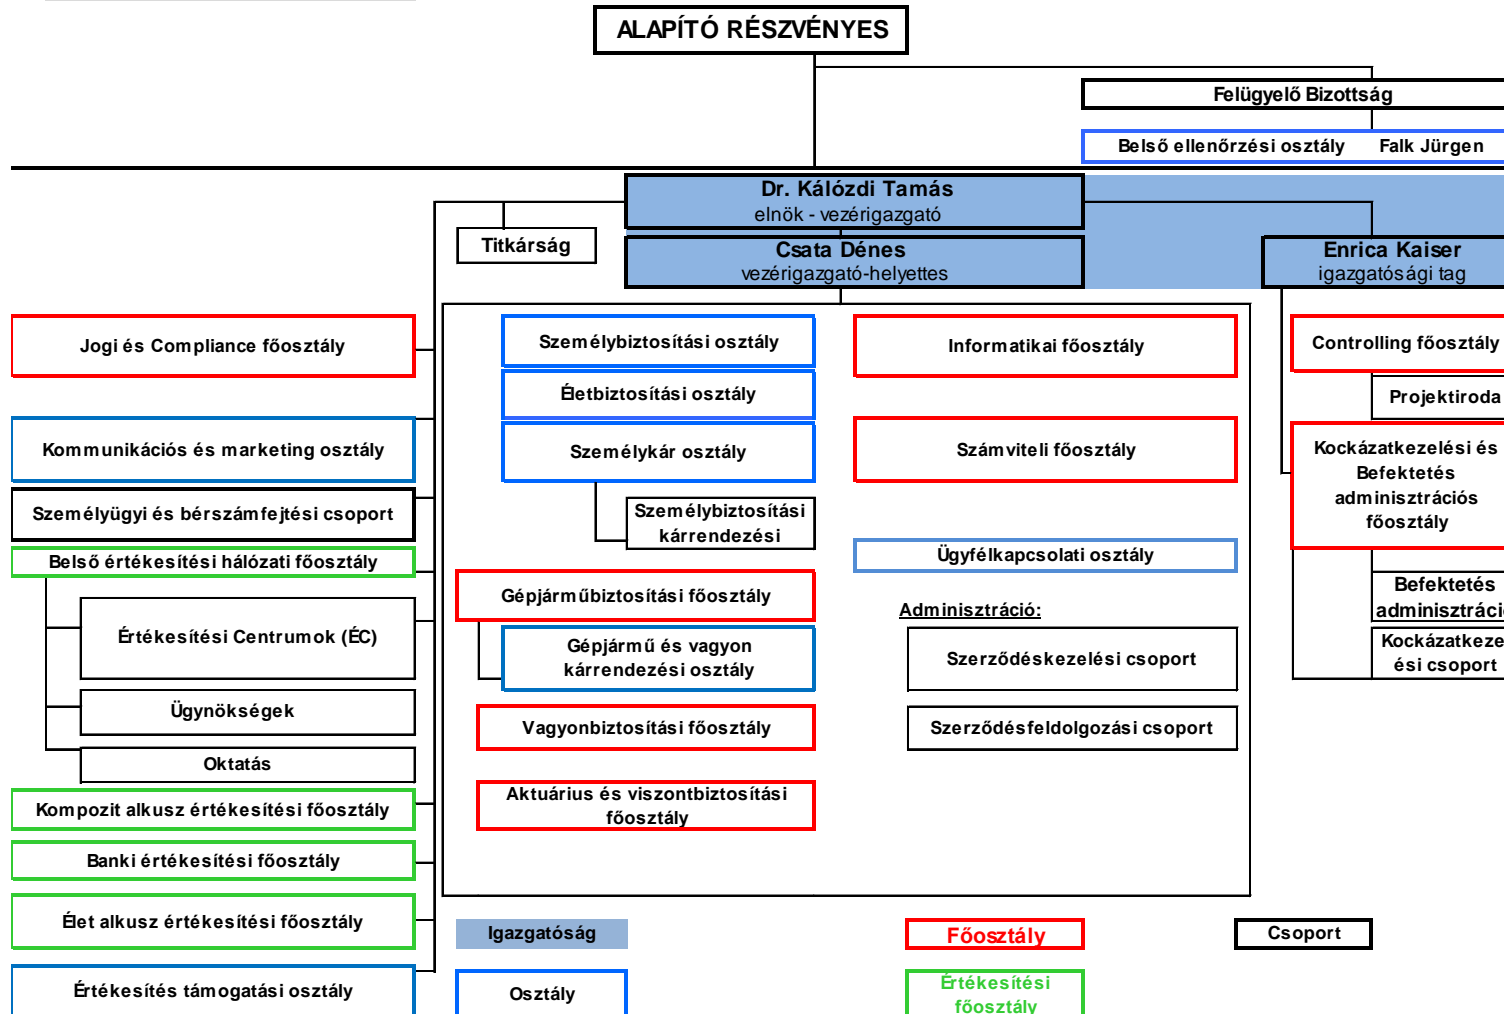 ALAPÍTÓ RÉSZVÉNYES
Felügyelő Bizottság
Belső ellenőrzési osztály Falk Jürgen
Dr. Kálózdi Tamás
elnök - vezérigazgató
Titkárság
Csata Dénes
vezérigazgató-helyettes
Enrica Kaiser
igazgatósági tag
Jogi és Compliance főosztály
Kommunikációs és marketing osztály
Személyügyi és bérszámfejtési csoport
Belső értékesítési hálózati főosztály
Értékesítési Centrumok (ÉC)
Ügynökségek
Oktatás
Kompozit alkusz értékesítési főosztály
Banki értékesítési főosztály
Élet alkusz értékesítési főosztály
Értékesítés támogatási osztály
Személybiztosítási osztály
Életbiztosítási osztály
Személykár osztály
Személybiztosítási
kárrendezési
Gépjárműbiztosítási főosztály
Gépjármű és vagyon
kárrendezési osztály
Vagyonbiztosítási főosztály
Aktuárius és viszontbiztosítási
főosztály
Informatikai főosztály
Számviteli főosztály
Ügyfélkapcsolati osztály
Adminisztráció:
Szerződéskezelési csoport
Szerződésfeldolgozási csoport
Controlling főosztály
Projektiroda
Kockázatkezelési és
Befektetés
adminisztrációs
főosztály
Befektetés
adminisztráció
Kockázatkeze
ési csoport
Igazgatóság
Főosztály
Csoport
Osztály
Értékesítési
főosztály